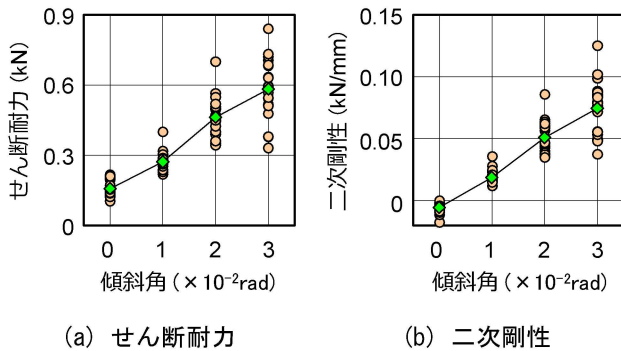 せん断耐力 (kN)
0.9
0.6
0.3
0
0 1 2 3
傾斜角 (×10⁻²rad)
(a) せん断耐力
二次剛性 (kN/mm)
0.15
0.10
0.05
0
0 1 2 3
傾斜角 (×10⁻²rad)
(b) 二次剛性